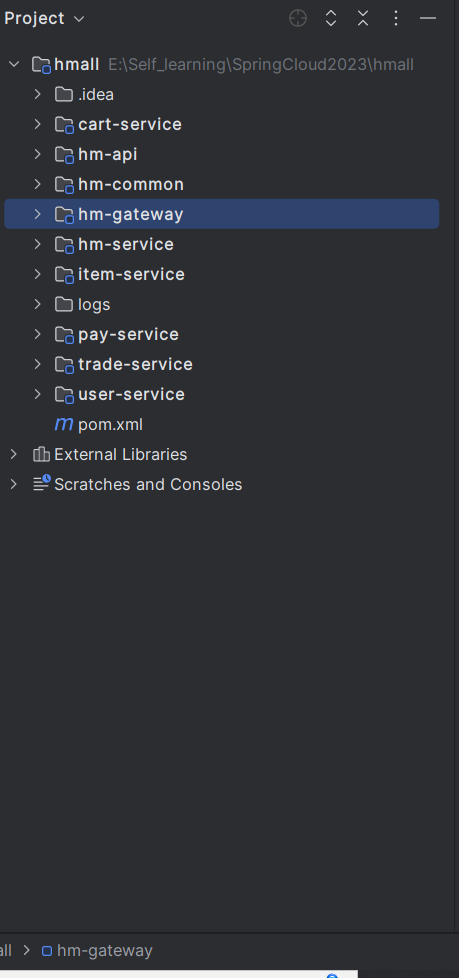 Project
hmall E:\Self_learning\SpringCloud2023\hmall
.idea
cart-service
hm-api
hm-common
hm-gateway
hm-service
item-service
logs
pay-service
trade-service
user-service
m pom.xml
External Libraries
Scratches and Consoles
all > hm-gateway